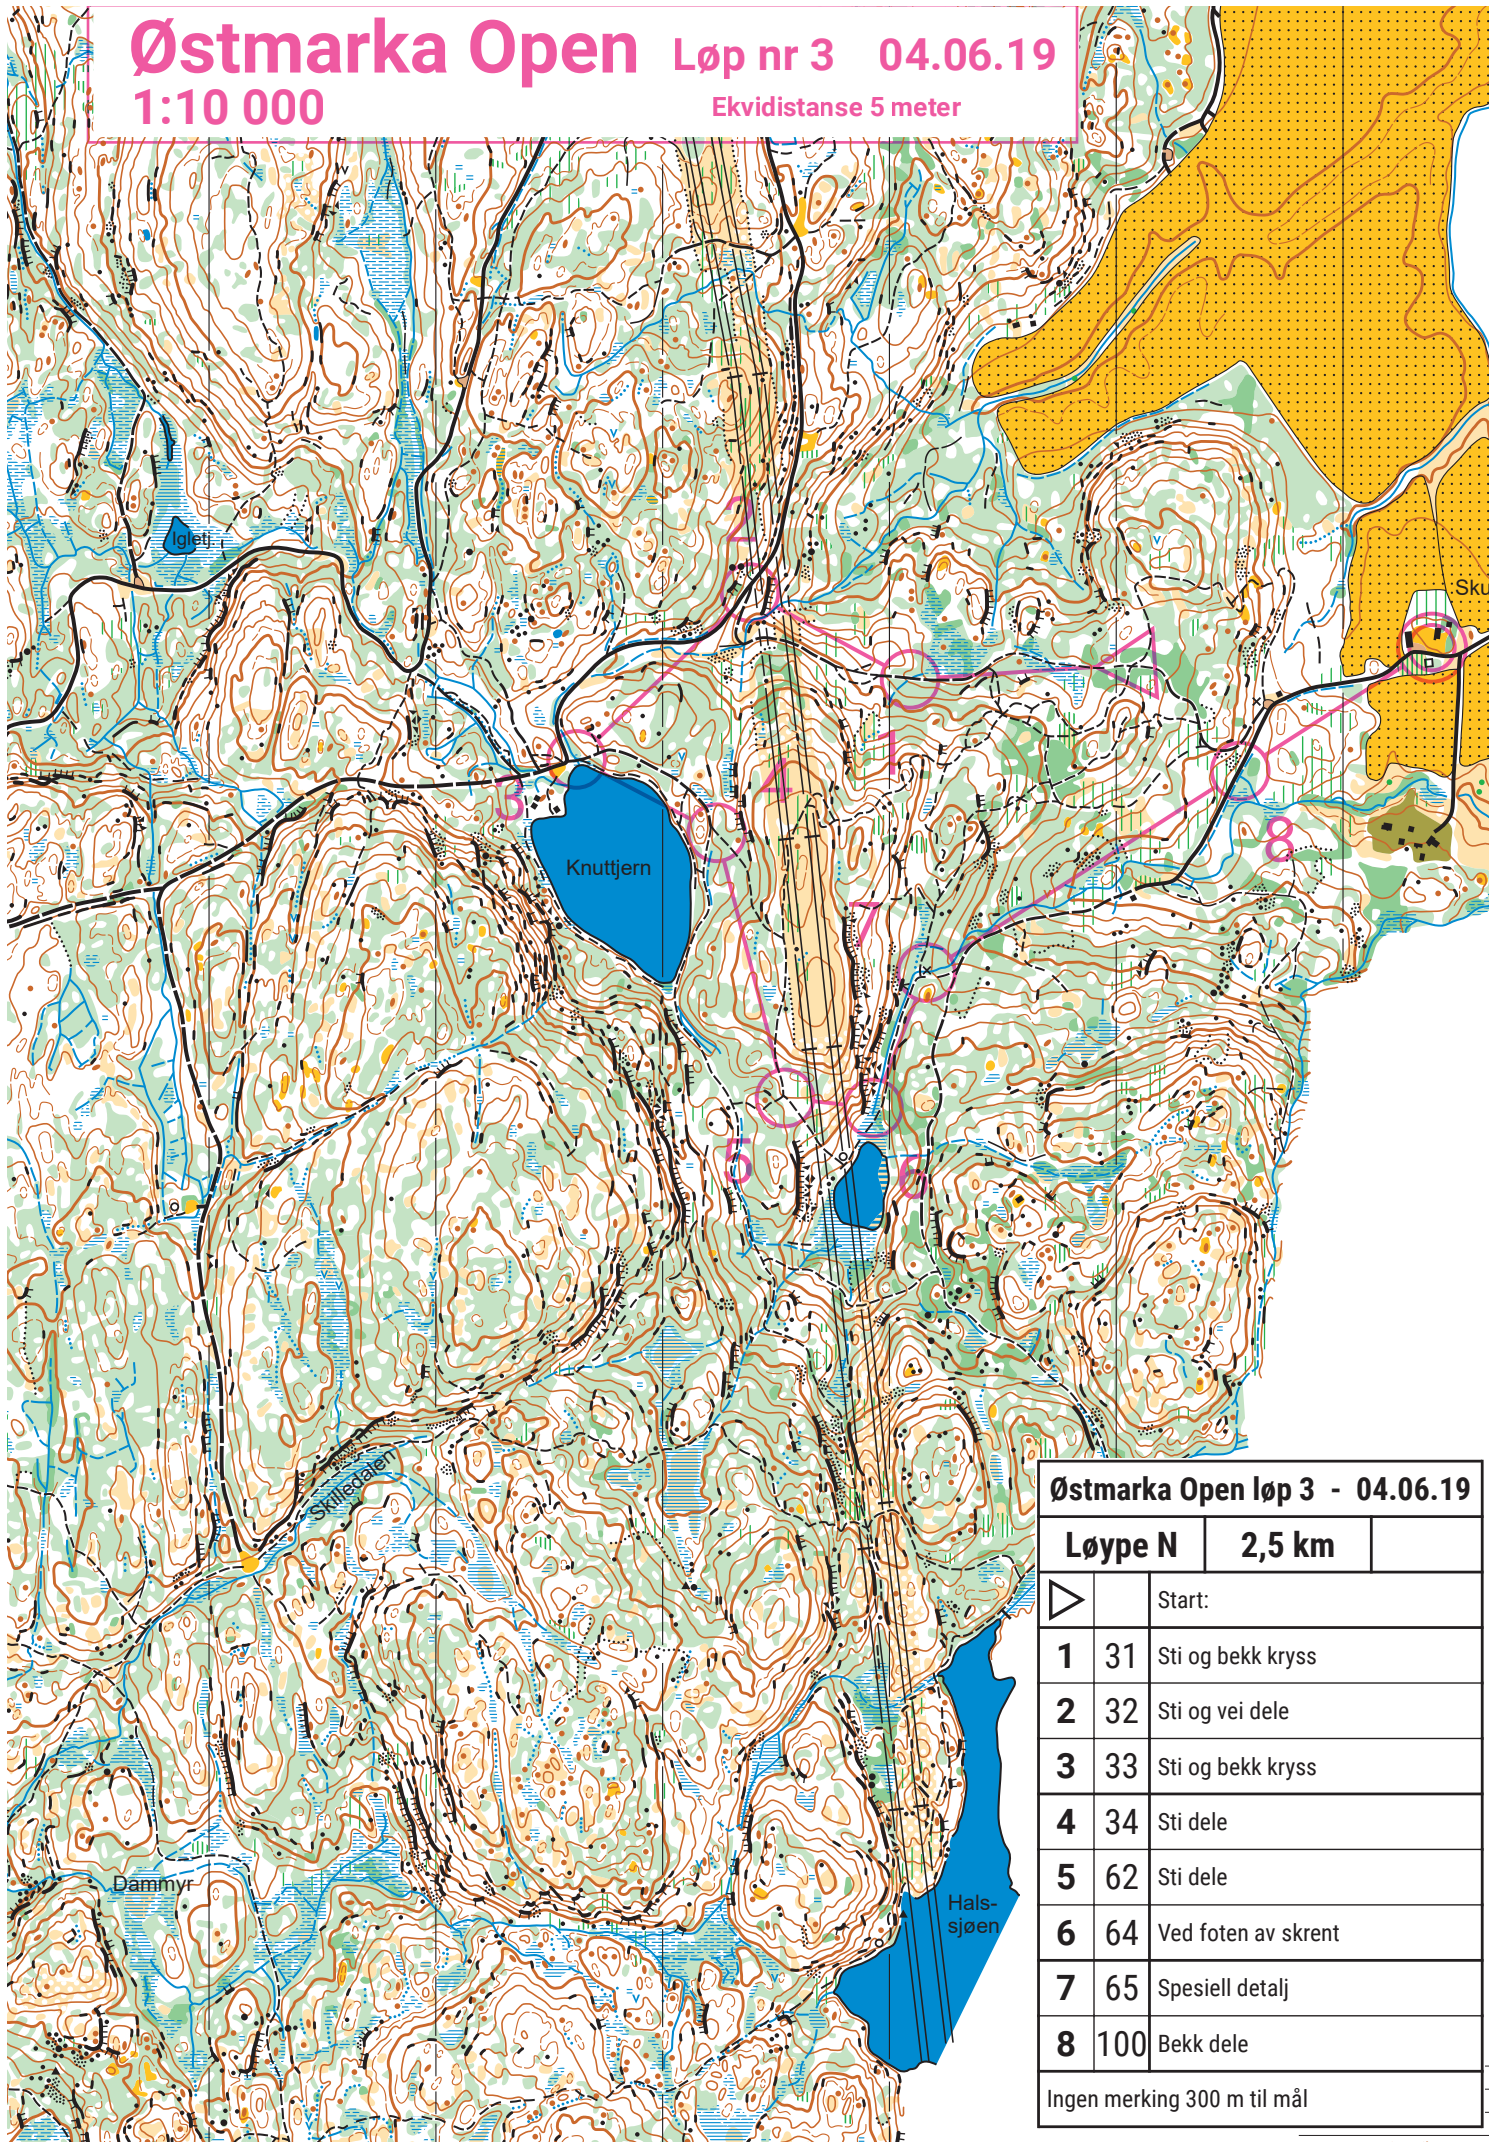 Østmarka Open Løp nr 3 04.06.19
1:10 000 Ekvidistanse 5 meter
Igletj.
2
Sku
1
4
3
8
Knuttjern
7
5
6
Skilledalen
Dammyr
Hals-
sjøen
Østmarka Open løp 3 - 04.06.19
Løype N 2,5 km
Start:
1 31 Sti og bekk kryss
2 32 Sti og vei dele
3 33 Sti og bekk kryss
4 34 Sti dele
5 62 Sti dele
6 64 Ved foten av skrent
7 65 Spesiell detalj
8 100 Bekk dele
Ingen merking 300 m til mål